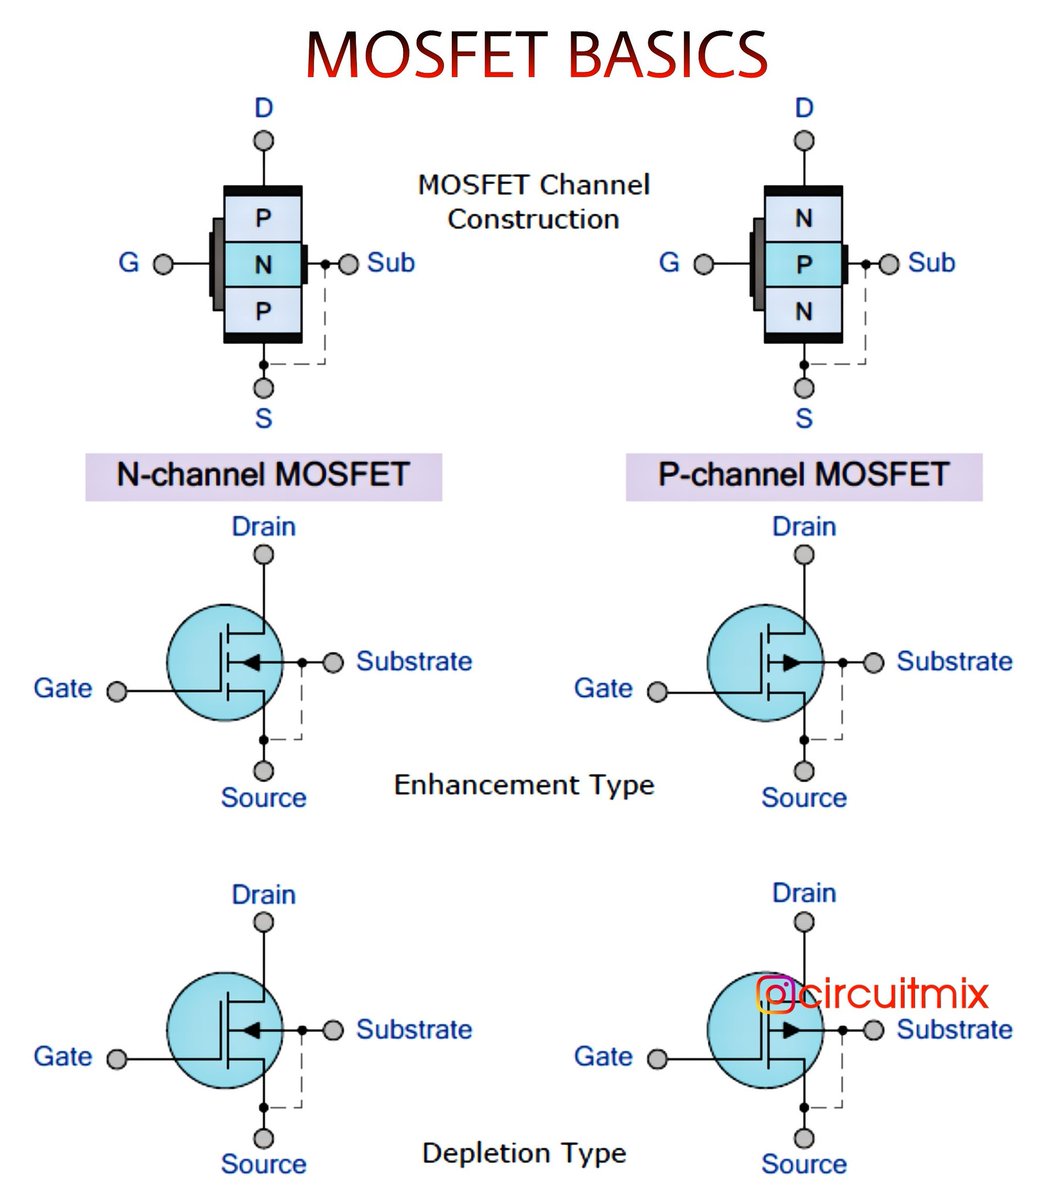 MOSFET BASICS
D
D
MOSFET Channel
Construction
P
N
G
N
Sub
G
P
Sub
P
N
S
S
N-channel MOSFET
P-channel MOSFET
Drain
Drain
Substrate
Substrate
Gate
Gate
Enhancement Type
Source
Source
Drain
Drain
circuitmix
Substrate
Substrate
Gate
Gate
Depletion Type
Source
Source